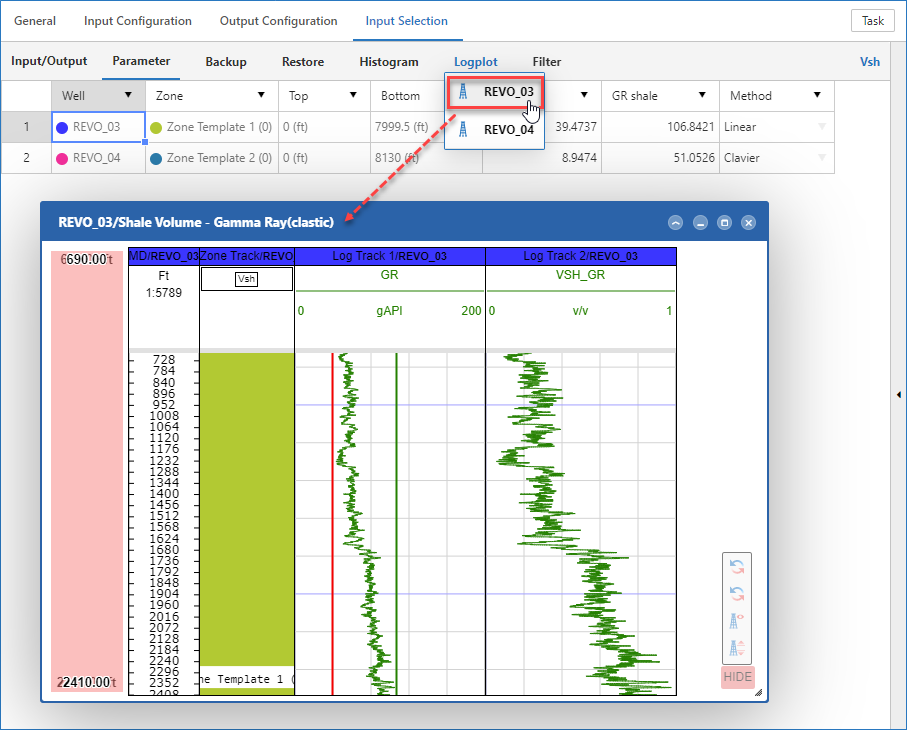 General Input Configuration Output Configuration Input Selection Task
Input/Output Parameter Backup Restore Histogram Logplot Filter Vsh
Well Zone Top Bottom GR shale Method
REVO_03
REVO_04
1 REVO_03 Zone Template 1 (0) 0 (ft) 7999.5 (ft) 39.4737 106.8421 Linear
2 REVO_04 Zone Template 2 (0) 0 (ft) 8130 (ft) 8.9474 51.0526 Clavier
REVO_03/Shale Volume - Gamma Ray(clastic)
MD/REVO_03 Zone Track/REVO Log Track 1/REVO_03 Log Track 2/REVO_03
Ft Vsh GR VSH_GR
1:5789
0 gAPI 200 0 v/v 1
728
784
840
896
952
1008
1064
1120
1176
1232
1288
1344
1400
1456
1512
1568
1624
1680
1736
1792
1848
1904
1960
2016
2072
2128
2184
2240
2296
2352
2408
ne Template 1 (
HIDE